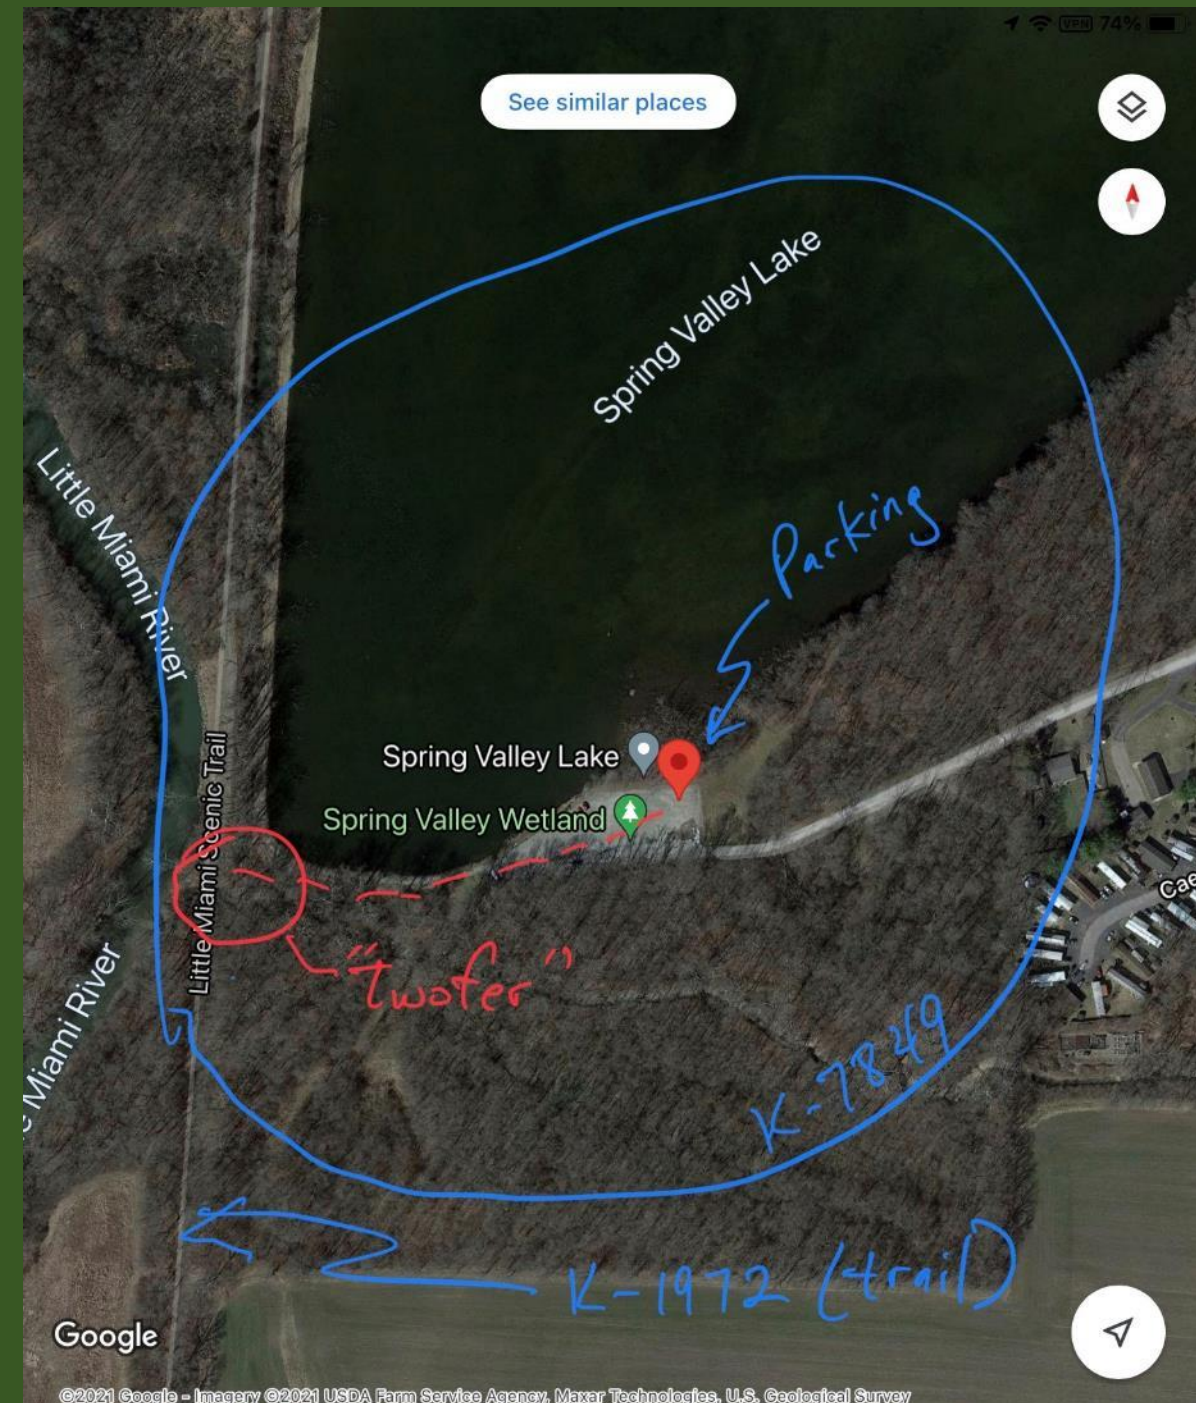 VPN 74%
See similar places
Spring Valley Lake
Little Miami River
Parking
Spring Valley Lake
Spring Valley Wetland
Little Miami Scenic Trail
Cae
"Twofer"
Miami River
K-7849
K-1972 (trail)
Google
©2021 Google - Imagery ©2021 USDA Farm Service Agency, Maxar Technologies, U.S. Geological Survey